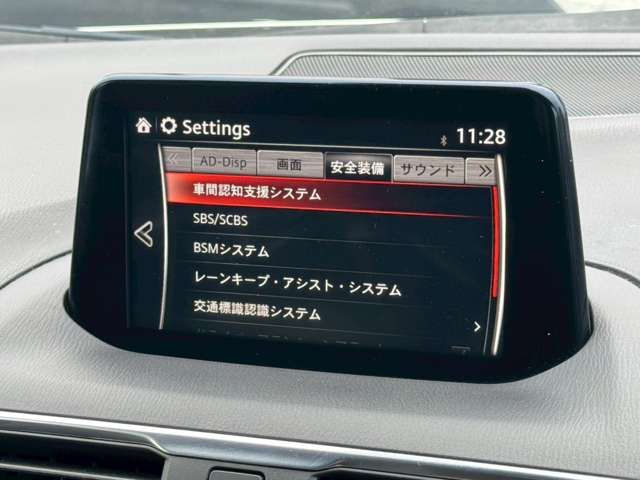 Settings 11:28
AD-Disp 画面 安全装備 サウンド
車間認知支援システム
SBS/SCBS
BSMシステム
レーンキープ・アシスト・システム
交通標識認識システム